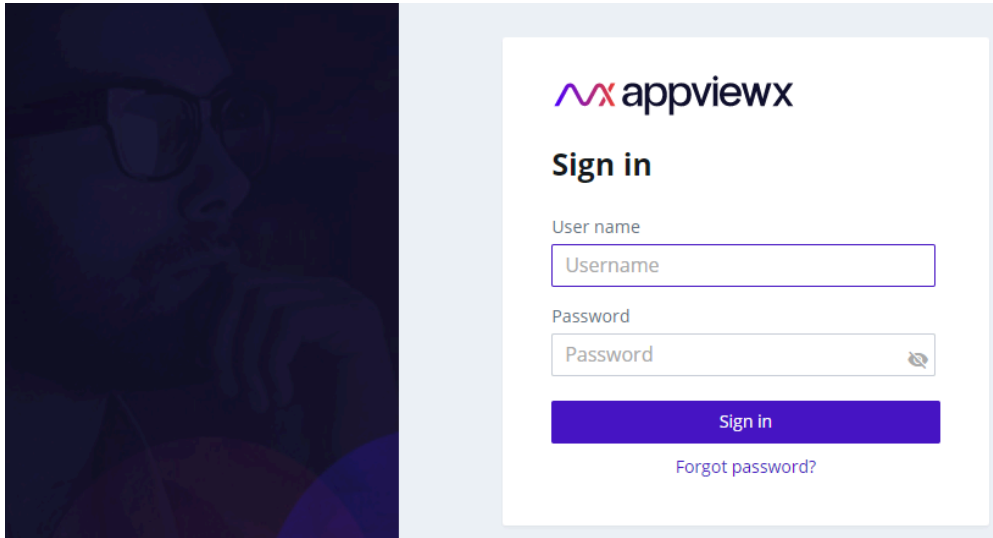 appviewx
Sign in
User name
Username
Password
Password
Sign in
Forgot password?